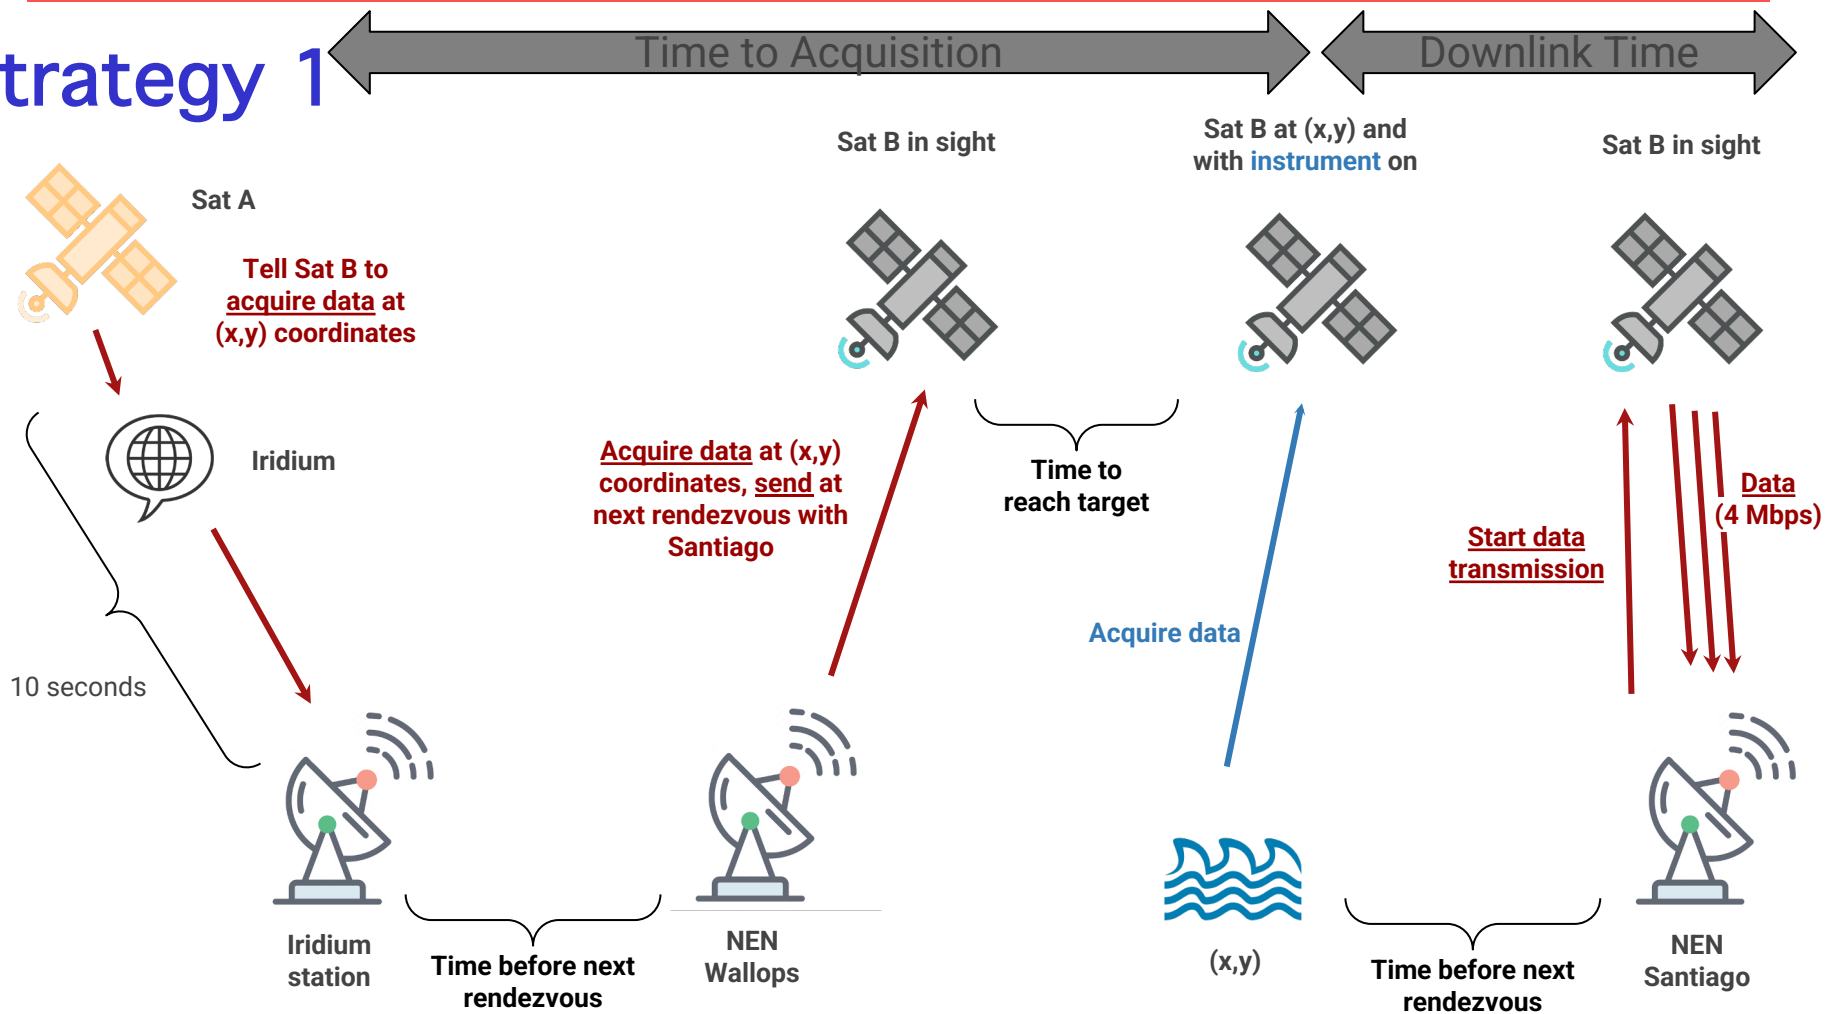 Time to Acquisition
Downlink Time
trategy 1
Sat B in sight
Sat B at (x,y) and
with instrument on
Sat B in sight
Sat A
Tell Sat B to
acquire data at
(x,y) coordinates
Iridium
Acquire data at (x,y)
coordinates, send at
next rendezvous with
Santiago
Time to
reach target
Data
(4 Mbps)
Start data
transmission
Acquire data
10 seconds
Iridium
station
Time before next
rendezvous
NEN
Wallops
(x,y)
Time before next
rendezvous
NEN
Santiago